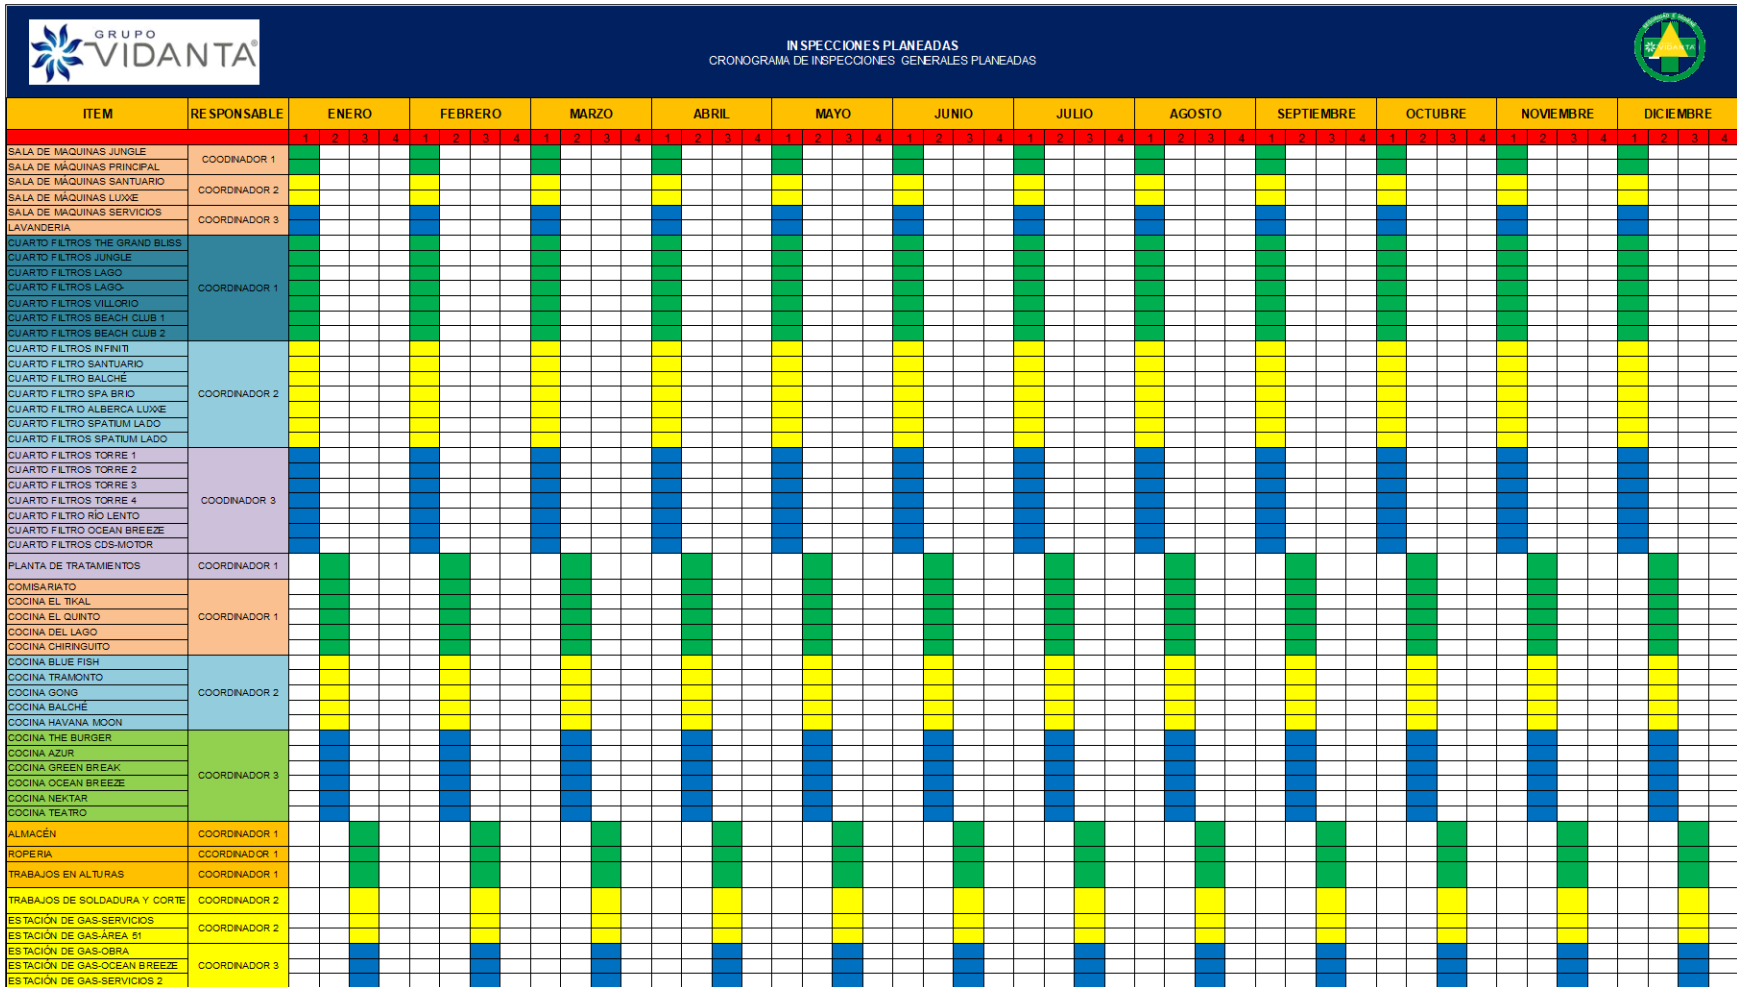 GRUPO
VIDANTA
INSPECCIONES PLANEADAS
CRONOGRAMA DE INSPECCIONES GENERALES PLANEADAS
VIDANTA
ITEM RESPONSABLE ENERO FEBRERO MARZO ABRIL MAYO JUNIO JULIO AGOSTO SEPTIEMBRE OCTUBRE NOVIEMBRE DICIEMBRE
1 2 3 4 1 2 3 4 1 2 3 4 1 2 3 4 1 2 3 4 1 2 3 4 1 2 3 4 1 2 3 4 1 2 3 4 1 2 3 4 1 2 3 4 1 2 3 4
SALA DE MAQUINAS JUNGLE
COODINADOR 1
SALA DE MÁQUINAS PRINCIPAL
SALA DE MÁQUINAS SANTUARIO
COORDINADOR 2
SALA DE MÁQUINAS LUXXE
SALA DE MAQUINAS SERVICIOS
COORDINADOR 3
LAVANDERIA
CUARTO FILTROS THE GRAND BLISS
CUARTO FILTROS JUNGLE
CUARTO FILTROS LAGO
CUARTO FILTROS LAGO-
COORDINADOR 1
CUARTO FILTROS VILLORIO
CUARTO FILTROS BEACH CLUB 1
CUARTO FILTROS BEACH CLUB 2
CUARTO FILTROS INFINITI
CUARTO FILTRO SANTUARIO
CUARTO FILTRO BALCHÉ
CUARTO FILTRO SPA BRIO
COORDINADOR 2
CUARTO FILTRO ALBERCA LUXXE
CUARTO FILTRO SPATIUM LADO
CUARTO FILTROS SPATIUM LADO
CUARTO FILTROS TORRE 1
CUARTO FILTROS TORRE 2
CUARTO FILTROS TORRE 3
CUARTO FILTROS TORRE 4
COODINADOR 3
CUARTO FILTRO RÍO LENTO
CUARTO FILTRO OCEAN BREEZE
CUARTO FILTROS CDS-MOTOR
PLANTA DE TRATAMIENTOS COORDINADOR 1
COMISARIATO
COCINA EL TIKAL
COCINA EL QUINTO
COORDINADOR 1
COCINA DEL LAGO
COCINA CHIRINGUITO
COCINA BLUE FISH
COCINA TRAMONTO
COCINA GONG
COORDINADOR 2
COCINA BALCHÉ
COCINA HAVANA MOON
COCINA THE BURGER
COCINA AZUR
COCINA GREEN BREAK
COORDINADOR 3
COCINA OCEAN BREEZE
COCINA NEKTAR
COCINA TEATRO
ALMACÉN COORDINADOR 1
ROPERIA CCORDINADOR 1
TRABAJOS EN ALTURAS COORDINADOR 1
TRABAJOS DE SOLDADURA Y CORTE COORDINADOR 2
ESTACIÓN DE GAS-SERVICIOS
COORDINADOR 2
ESTACIÓN DE GAS-ÁREA 51
ESTACIÓN DE GAS-OBRA
ESTACIÓN DE GAS-OCEAN BREEZE
COORDINADOR 3
ESTACIÓN DE GAS-SERVICIOS 2